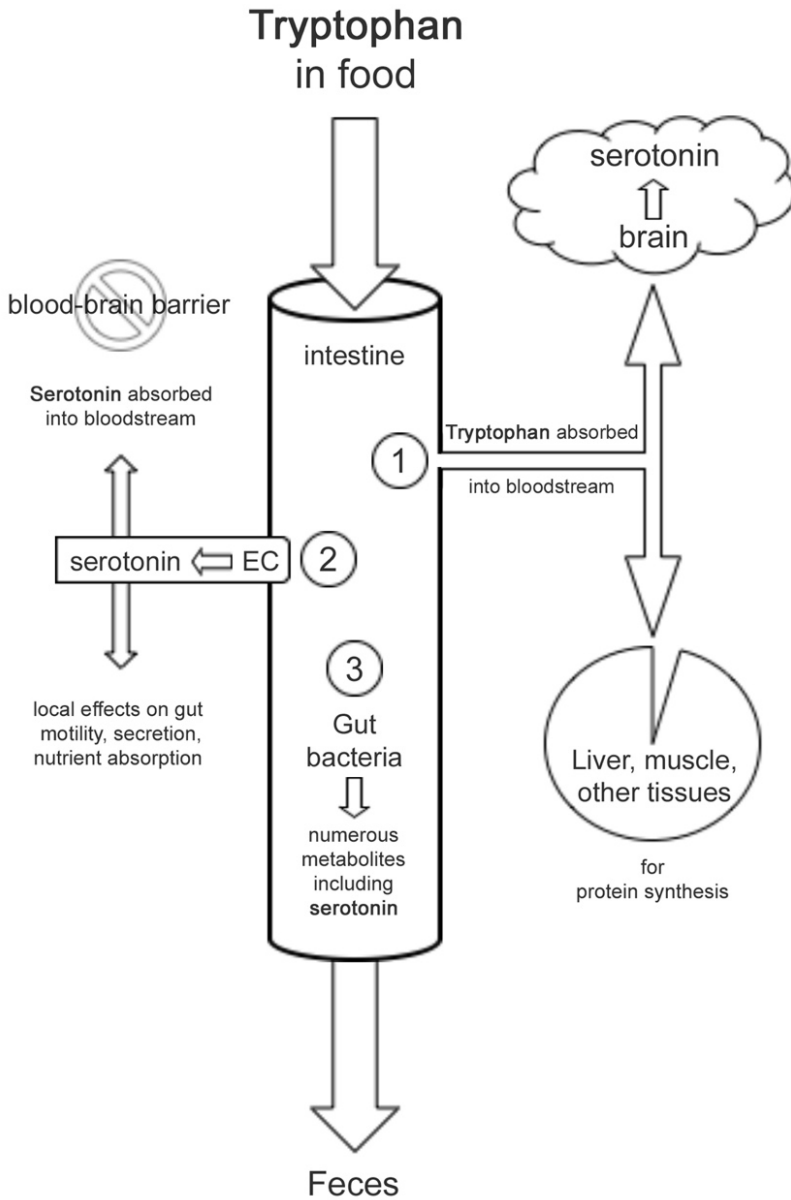 Tryptophan
in food
serotonin
brain
blood-brain barrier
intestine
Serotonin absorbed
into bloodstream
1
Tryptophan absorbed
into bloodstream
serotonin
EC
2
3
Gut
bacteria
local effects on gut
motility, secretion,
nutrient absorption
Liver, muscle,
other tissues
numerous
metabolites
including
serotonin
for
protein synthesis
Feces